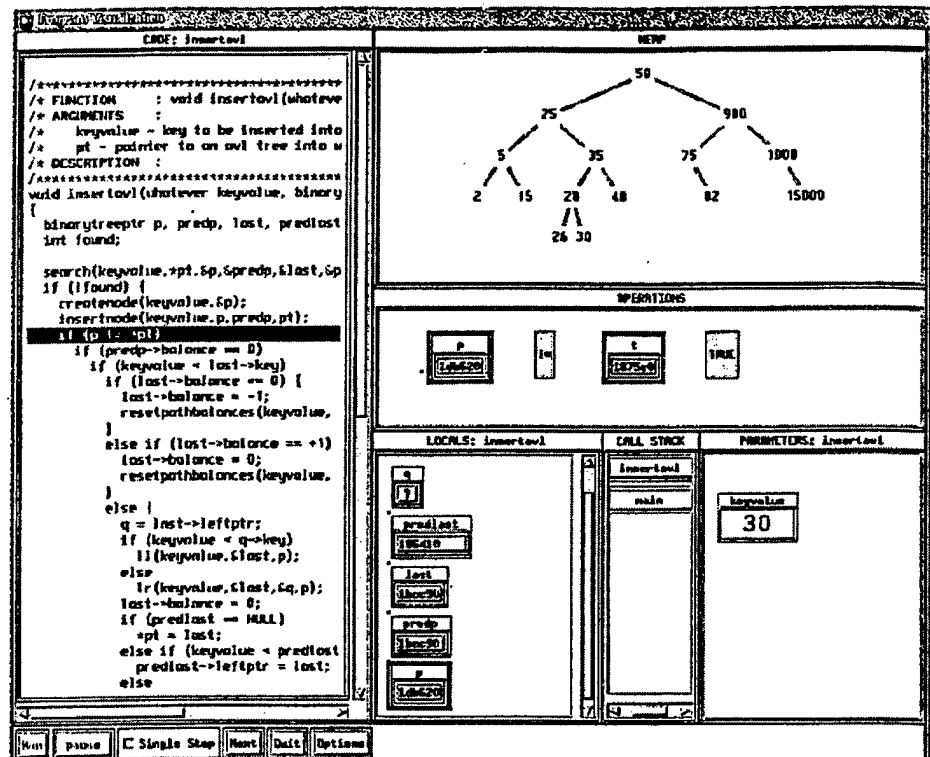 Program Visualization
CODE: insertavl
/* FUNCTION : void insertavl(whateve
/* ARGUMENTS :
/* keyvalue - key to be inserted into
/* pt - pointer to an avl tree into w
/* DESCRIPTION :
void insertavl(whatever keyvalue, binary
{
binarytreeptr p, predp, last, predlast
int found;
search(keyvalue,*pt,&p,&predp,&last,&p
if (!found) {
createnode(keyvalue,&p);
insertnode(keyvalue,p,predp,pt);
if (p != *pt)
if (predp->balance == 0)
if (keyvalue < last->key)
if (last->balance == 0) {
last->balance = -1;
resetpathbalances(keyvalue,
}
else if (last->balance == +1)
last->balance = 0;
resetpathbalances(keyvalue,
}
else {
q = last->leftptr;
if (keyvalue < q->key)
ll(keyvalue,&last,p);
else
lr(keyvalue,&last,&q,p);
last->balance = 0;
if (predlast == NULL)
*pt = last;
else if (keyvalue < predlast
predlast->leftptr = last;
else
HEAP
50
25 900
5 35 75 1000
2 15 28 40 82 15000
26 30
OPERATIONS
p != t TRUE
LOCALS: insertavl
q
?
predlast
last
predp
p
CALL STACK
insertavl
main
PARAMETERS: insertavl
keyvalue
30
Run pause Single Step Next Quit Options